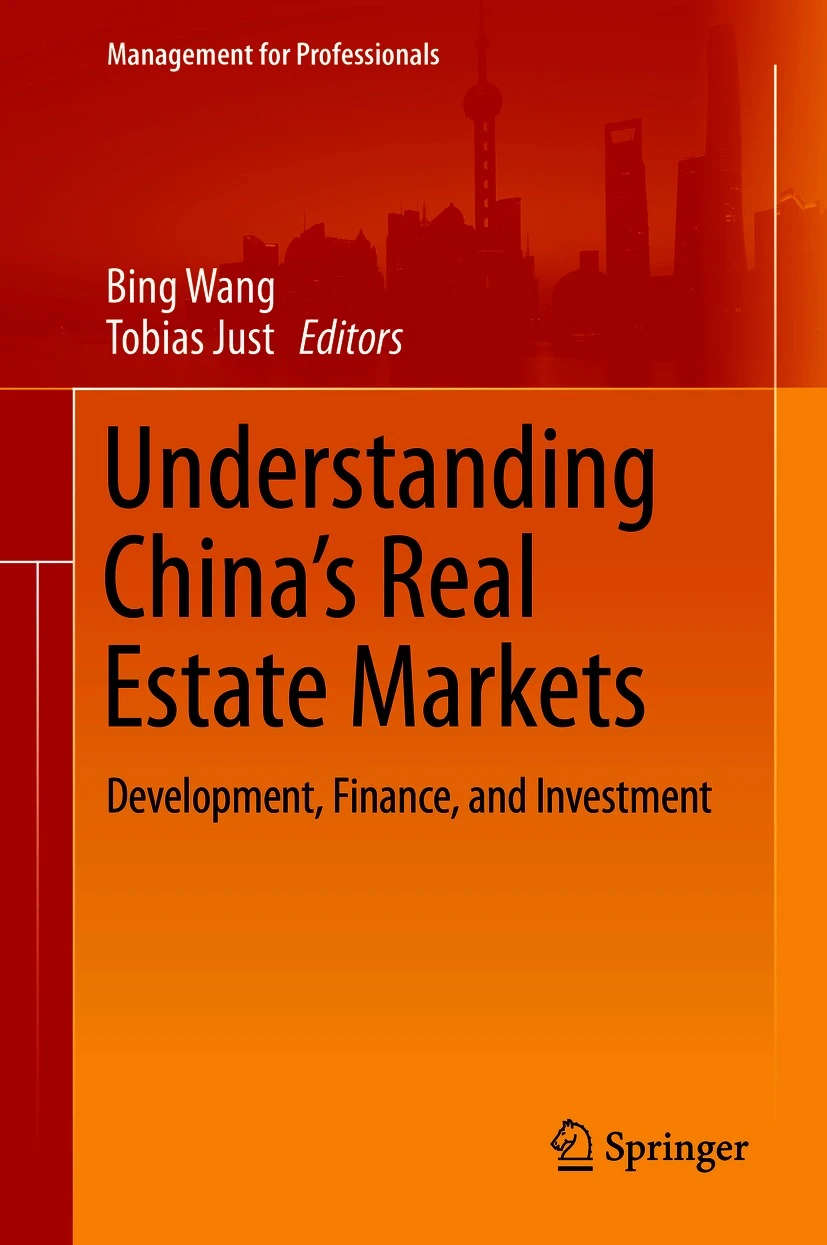 Management for Professionals
Bing Wang
Tobias Just Editors
Understanding
China’s Real
Estate Markets
Development, Finance, and Investment
Springer